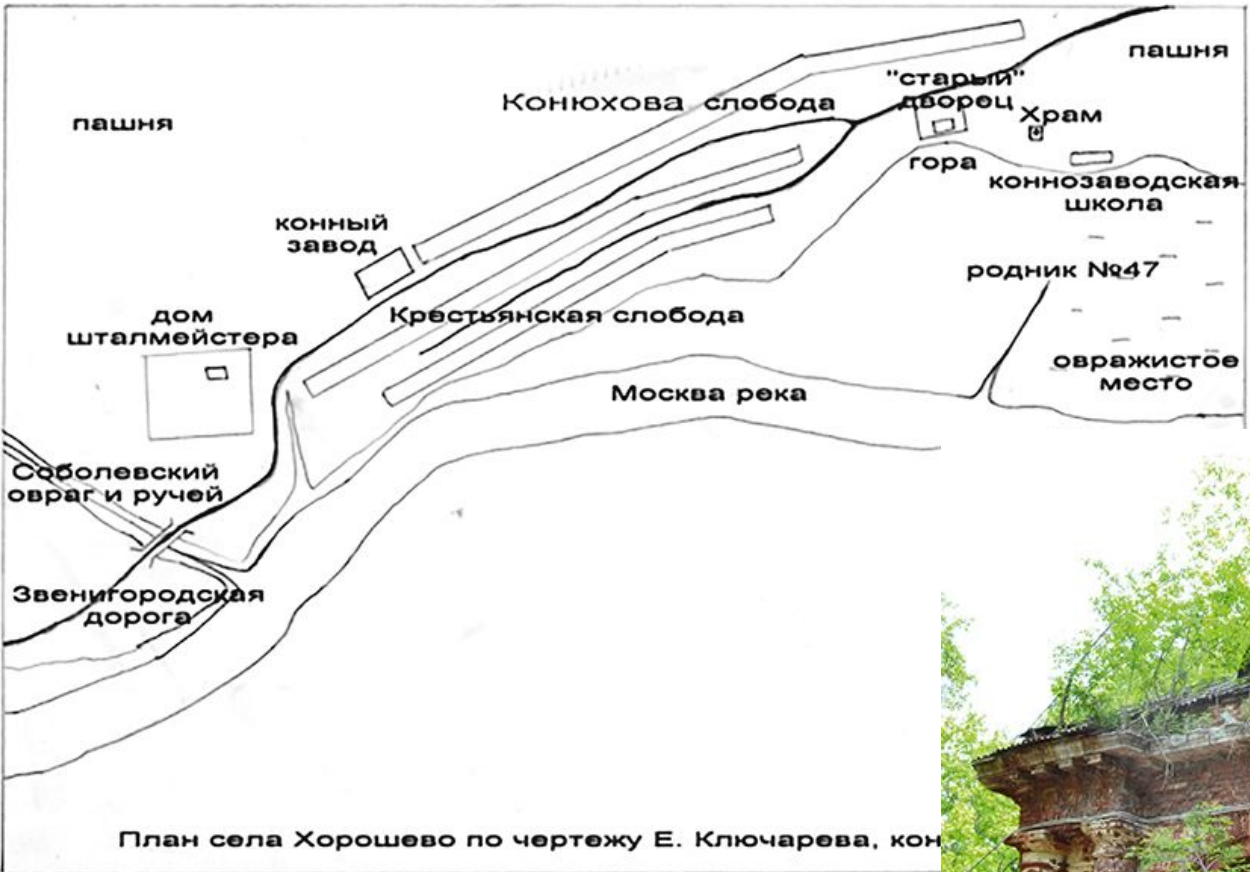 пашня
"старый"
дворец
Конюхова слобода
Храм
пашня
гора
коннозаводская
школа
конный
завод
родник №47
дом
шталмейстера
Крестьянская слобода
овражистое
место
Москва река
Соболевский
овраг и ручей
Звенигородская
дорога
План села Хорошево по чертежу Е. Ключарева, кон